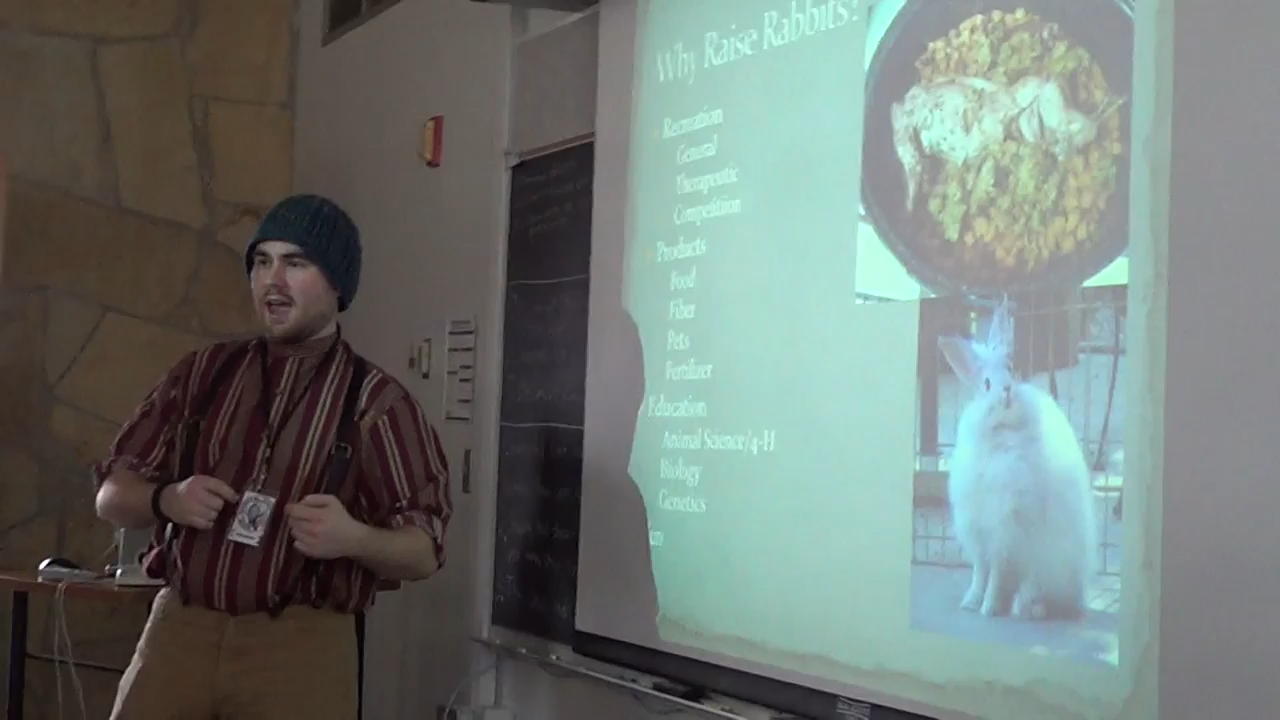 Why Raise Rabbits?
Recreation
General
Therapeutic
Competition
Products
Food
Fiber
Pets
Fertilizer
Education
Animal Science/4-H
Biology
Genetics